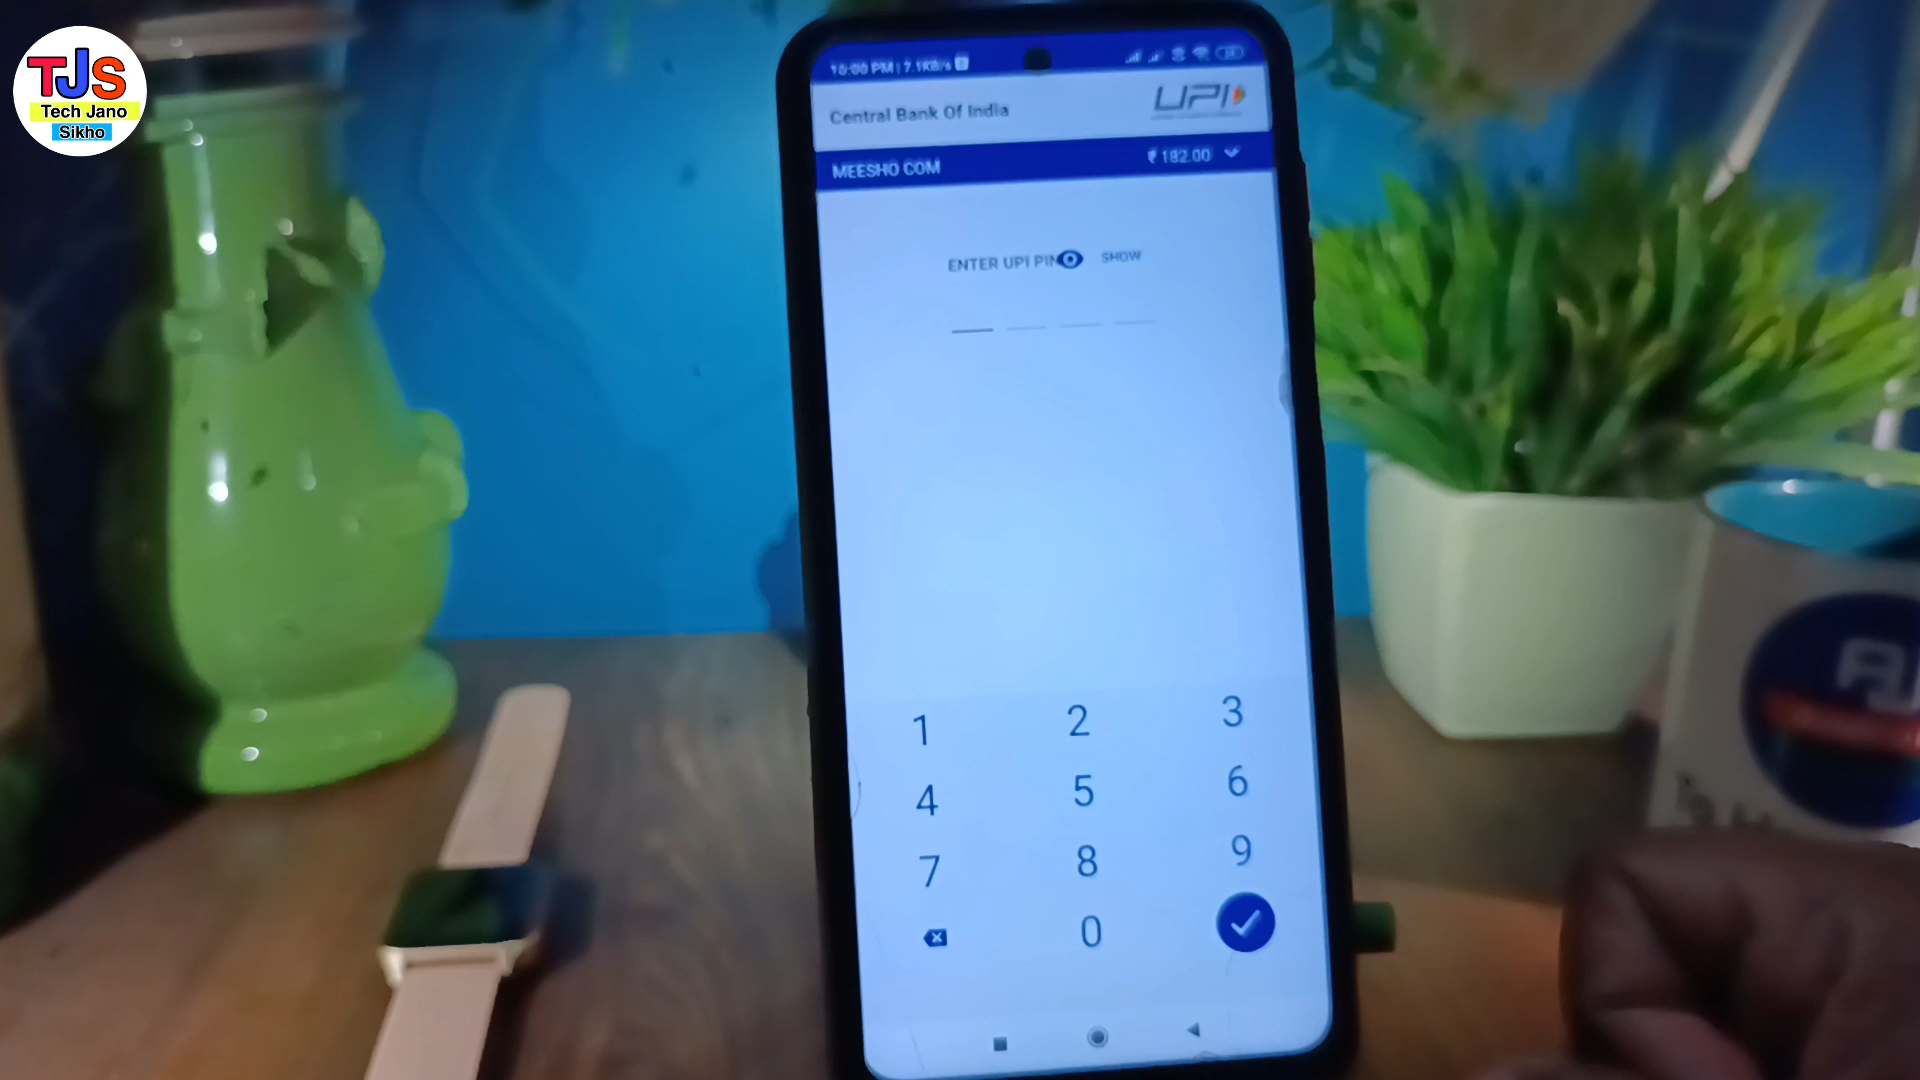 TJS
Tech Jano
Sikho
10:00 PM | 7.1KB/s
Central Bank Of India
UPI
MEESHO COM
₹ 182.00
ENTER UPI PIN
SHOW
1 2 3
4 5 6
7 8 9
0